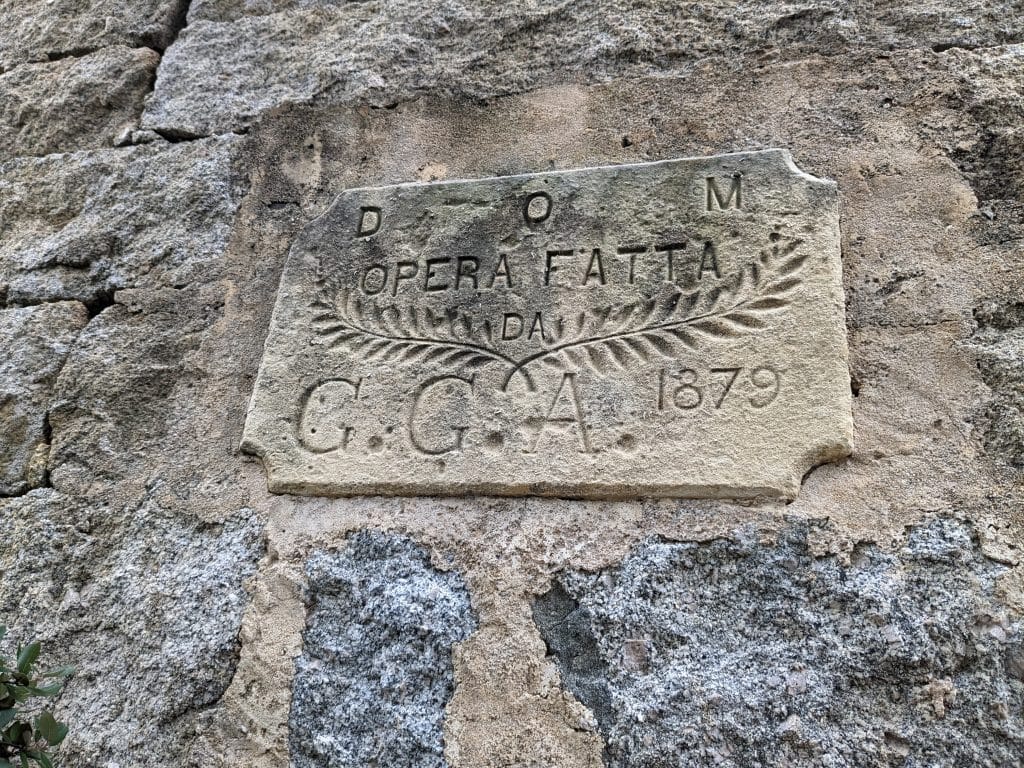 D O M
OPERA FATTA
DA
G. G. A. 1879